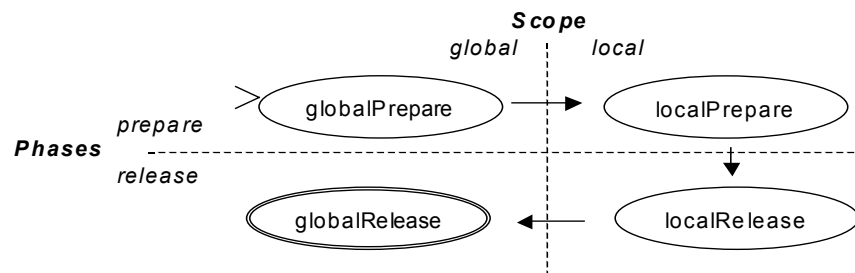 Scope
global local
globalPrepare localPrepare
prepare
Phases
release
globalRelease localRelease